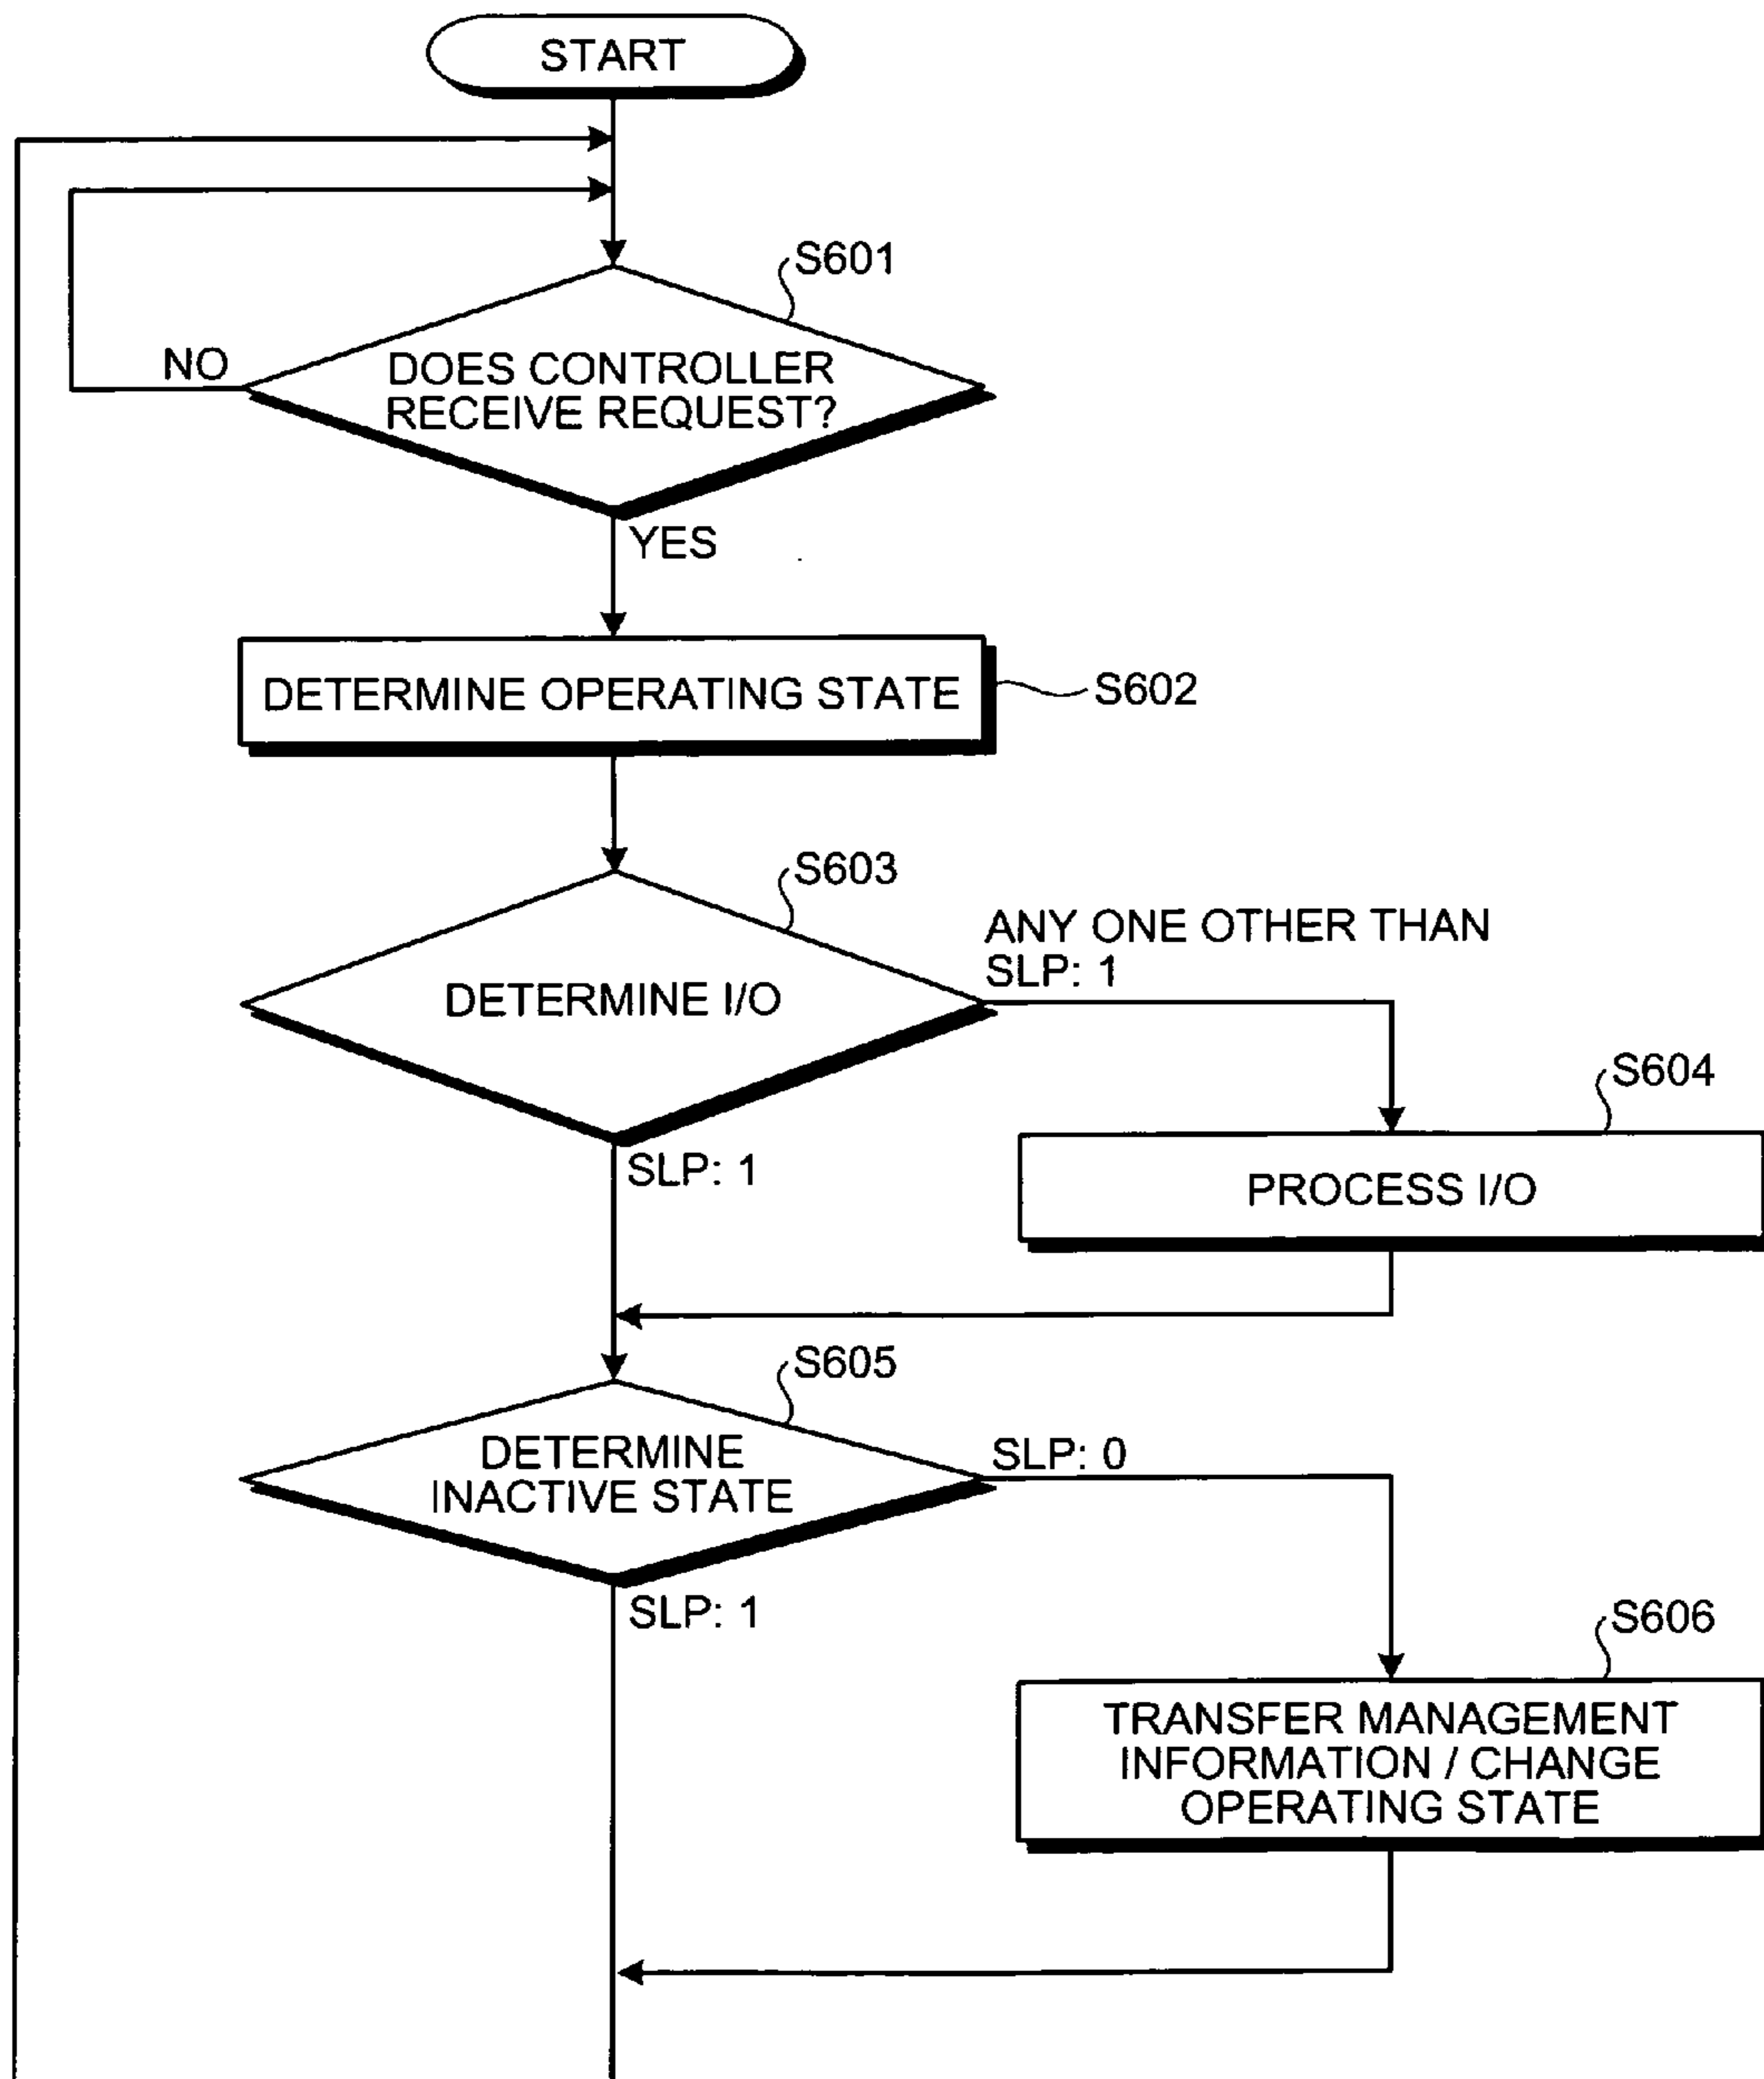 START
S601
NO
DOES CONTROLLER
RECEIVE REQUEST?
YES
DETERMINE OPERATING STATE
S602
S603
ANY ONE OTHER THAN
SLP: 1
DETERMINE I/O
SLP: 1
S604
PROCESS I/O
S605
DETERMINE
INACTIVE STATE
SLP: 0
SLP: 1
S606
TRANSFER MANAGEMENT
INFORMATION / CHANGE
OPERATING STATE